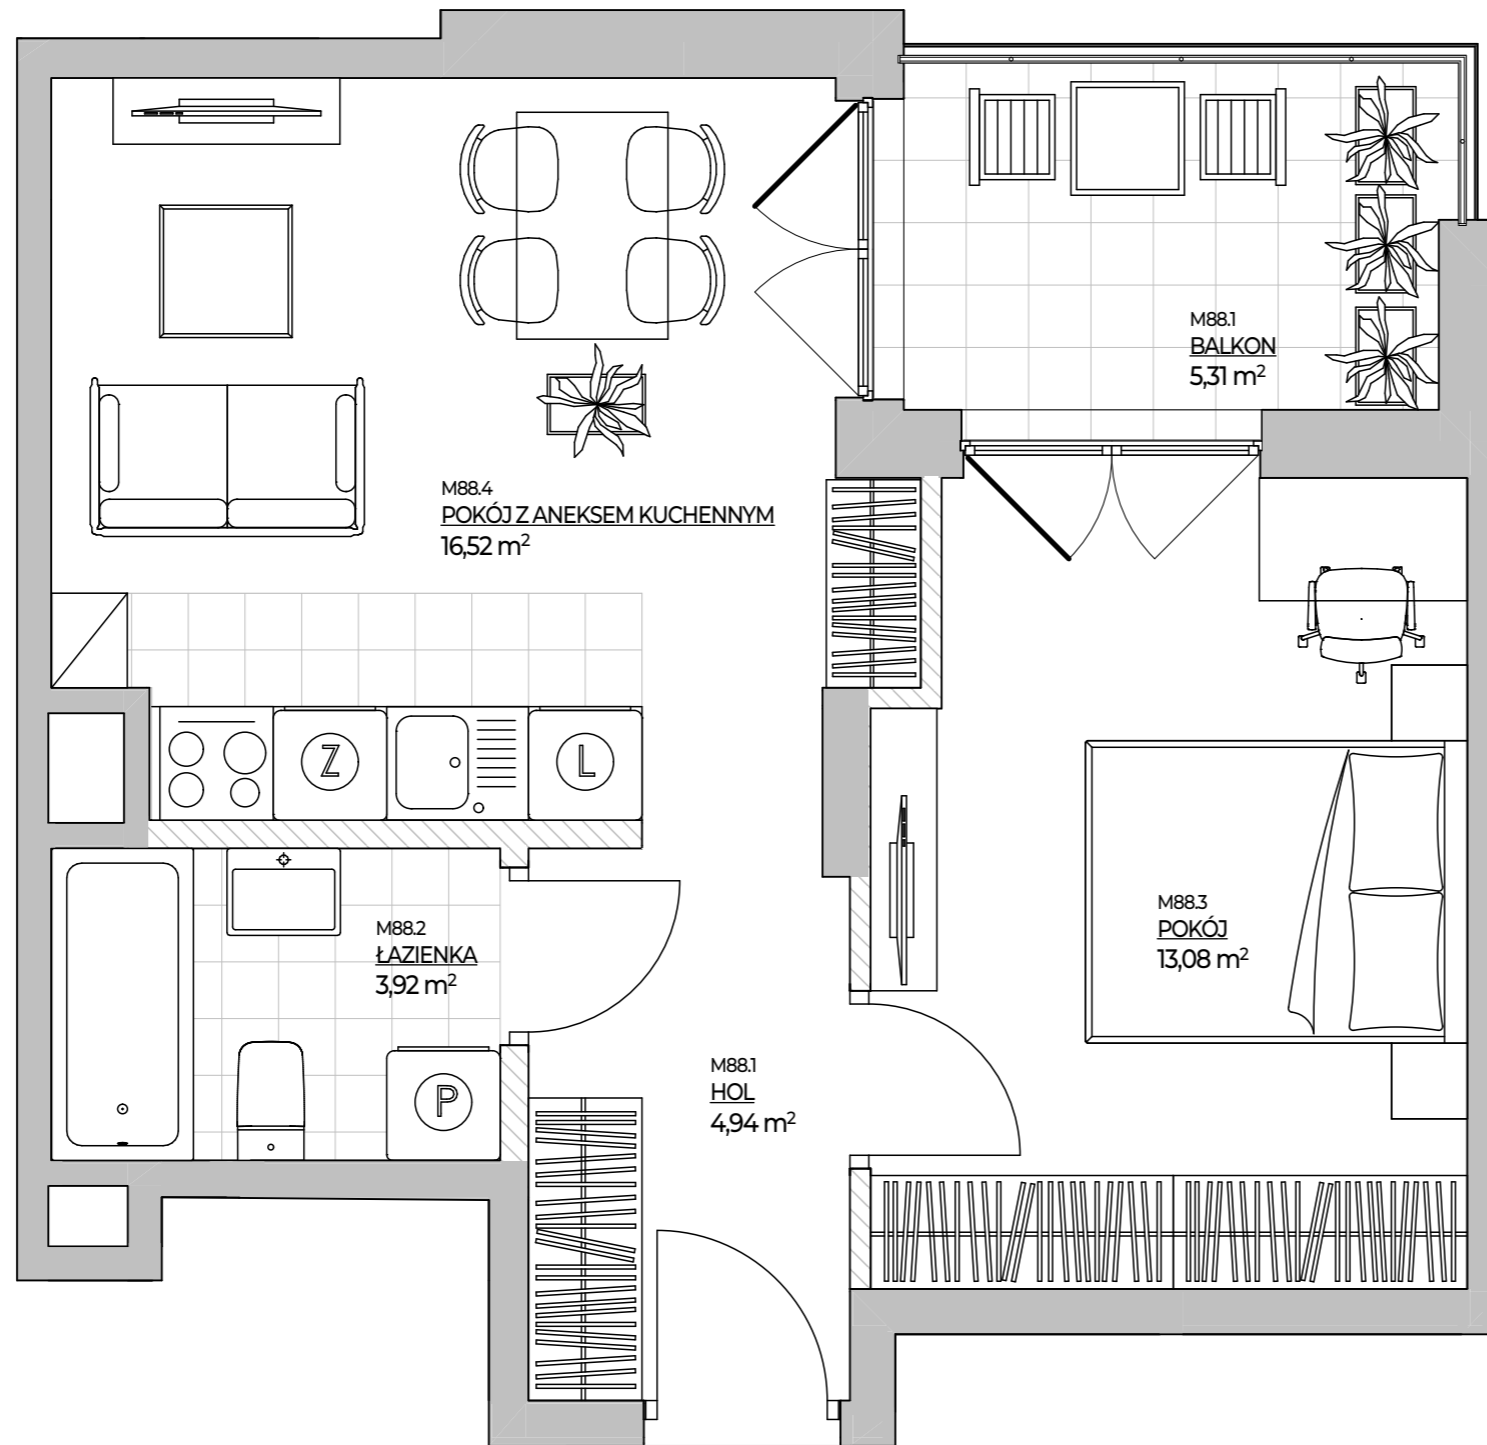 M88.1
BALKON
5,31 m²
M88.4
POKÓJ Z ANEKSEM KUCHENNYM
16,52 m²
Z
L
M88.2
ŁAZIENKA
3,92 m²
M88.3
POKÓJ
13,08 m²
P
M88.1
HOL
4,94 m²